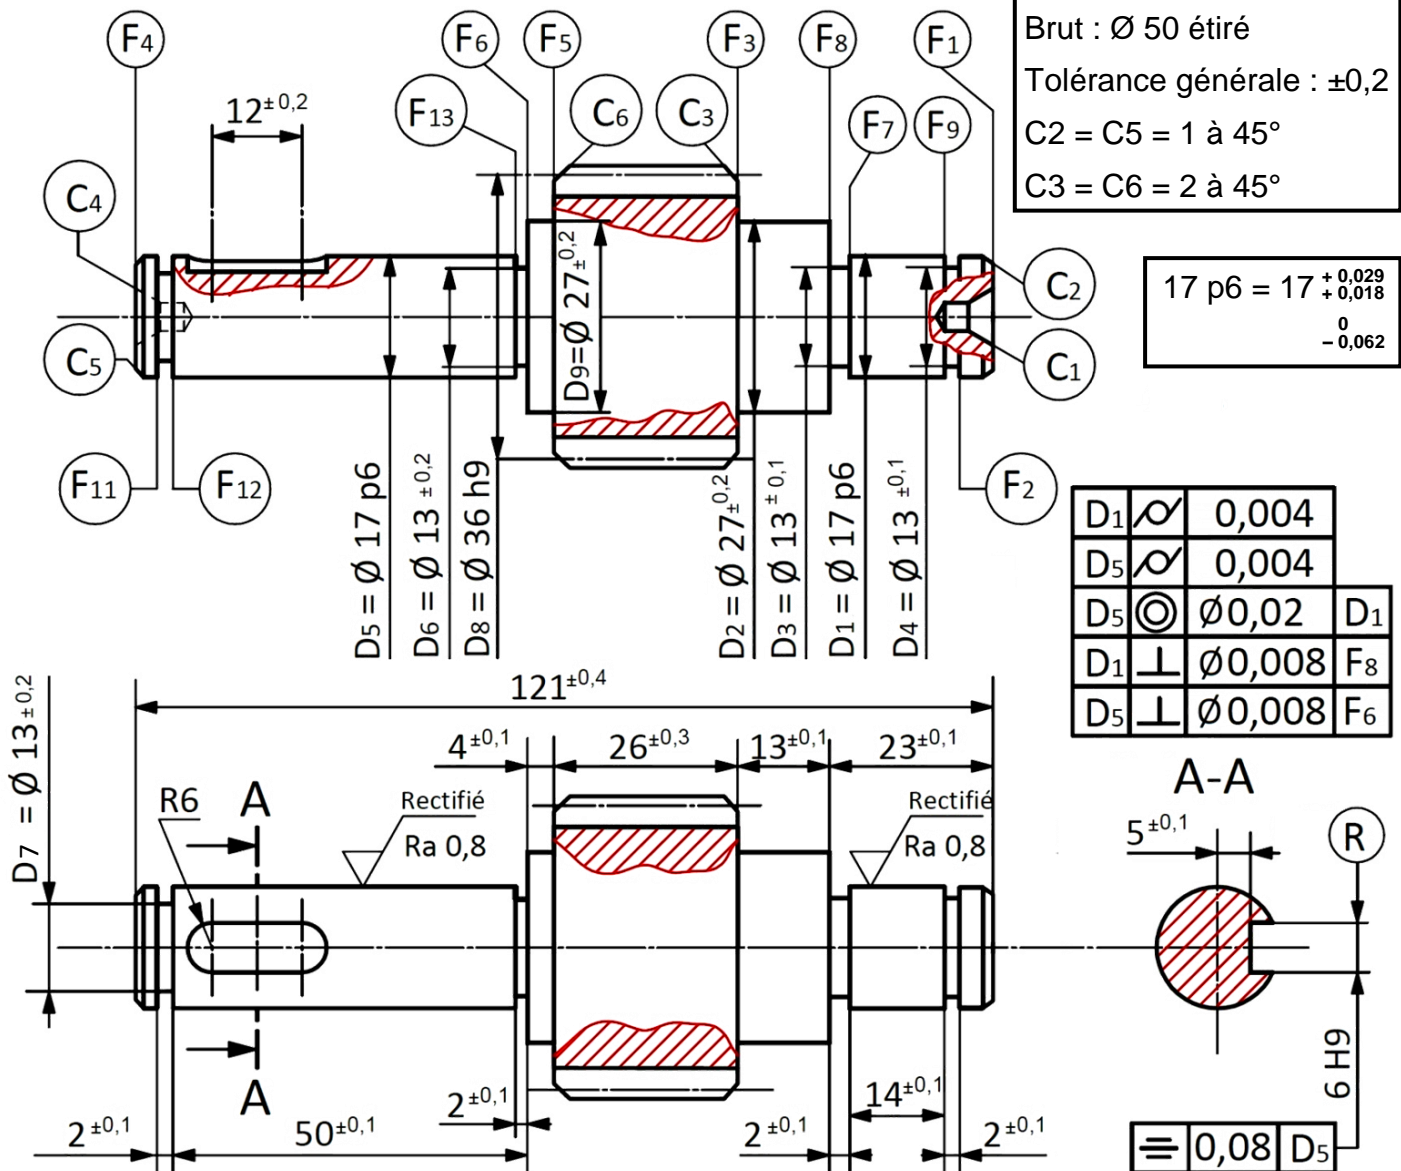 F4
F6
F5
F3
F8
F1
Brut : Ø 50 étiré
Tolérance générale : ±0,2
C2 = C5 = 1 à 45°
C3 = C6 = 2 à 45°
12±0,2
F13
C6
C3
F7
F9
C4
17 p6 = 17 + 0,029
+ 0,018
0
– 0,062
C2
C5
C1
D9=Ø 27±0,2
F11
F12
F2
D5 = Ø 17 p6
D6 = Ø 13 ±0,2
D8 = Ø 36 h9
D2 = Ø 27±0,2
D3 = Ø 13 ±0,1
D1 = Ø 17 p6
D4 = Ø 13 ±0,1
D1 ⌭ 0,004
D5 ⌭ 0,004
D5 ◎ Ø0,02 D1
D1 ⊥ Ø0,008 F8
D5 ⊥ Ø0,008 F6
121±0,4
D7 = Ø 13±0,2
4±0,1
26±0,3
13±0,1
23±0,1
A-A
R6
A
Rectifié
Ra 0,8
Rectifié
Ra 0,8
5±0,1
R
A
6 H9
2±0,1
50±0,1
2±0,1
2±0,1
14±0,1
2±0,1
⌯ 0,08 D5